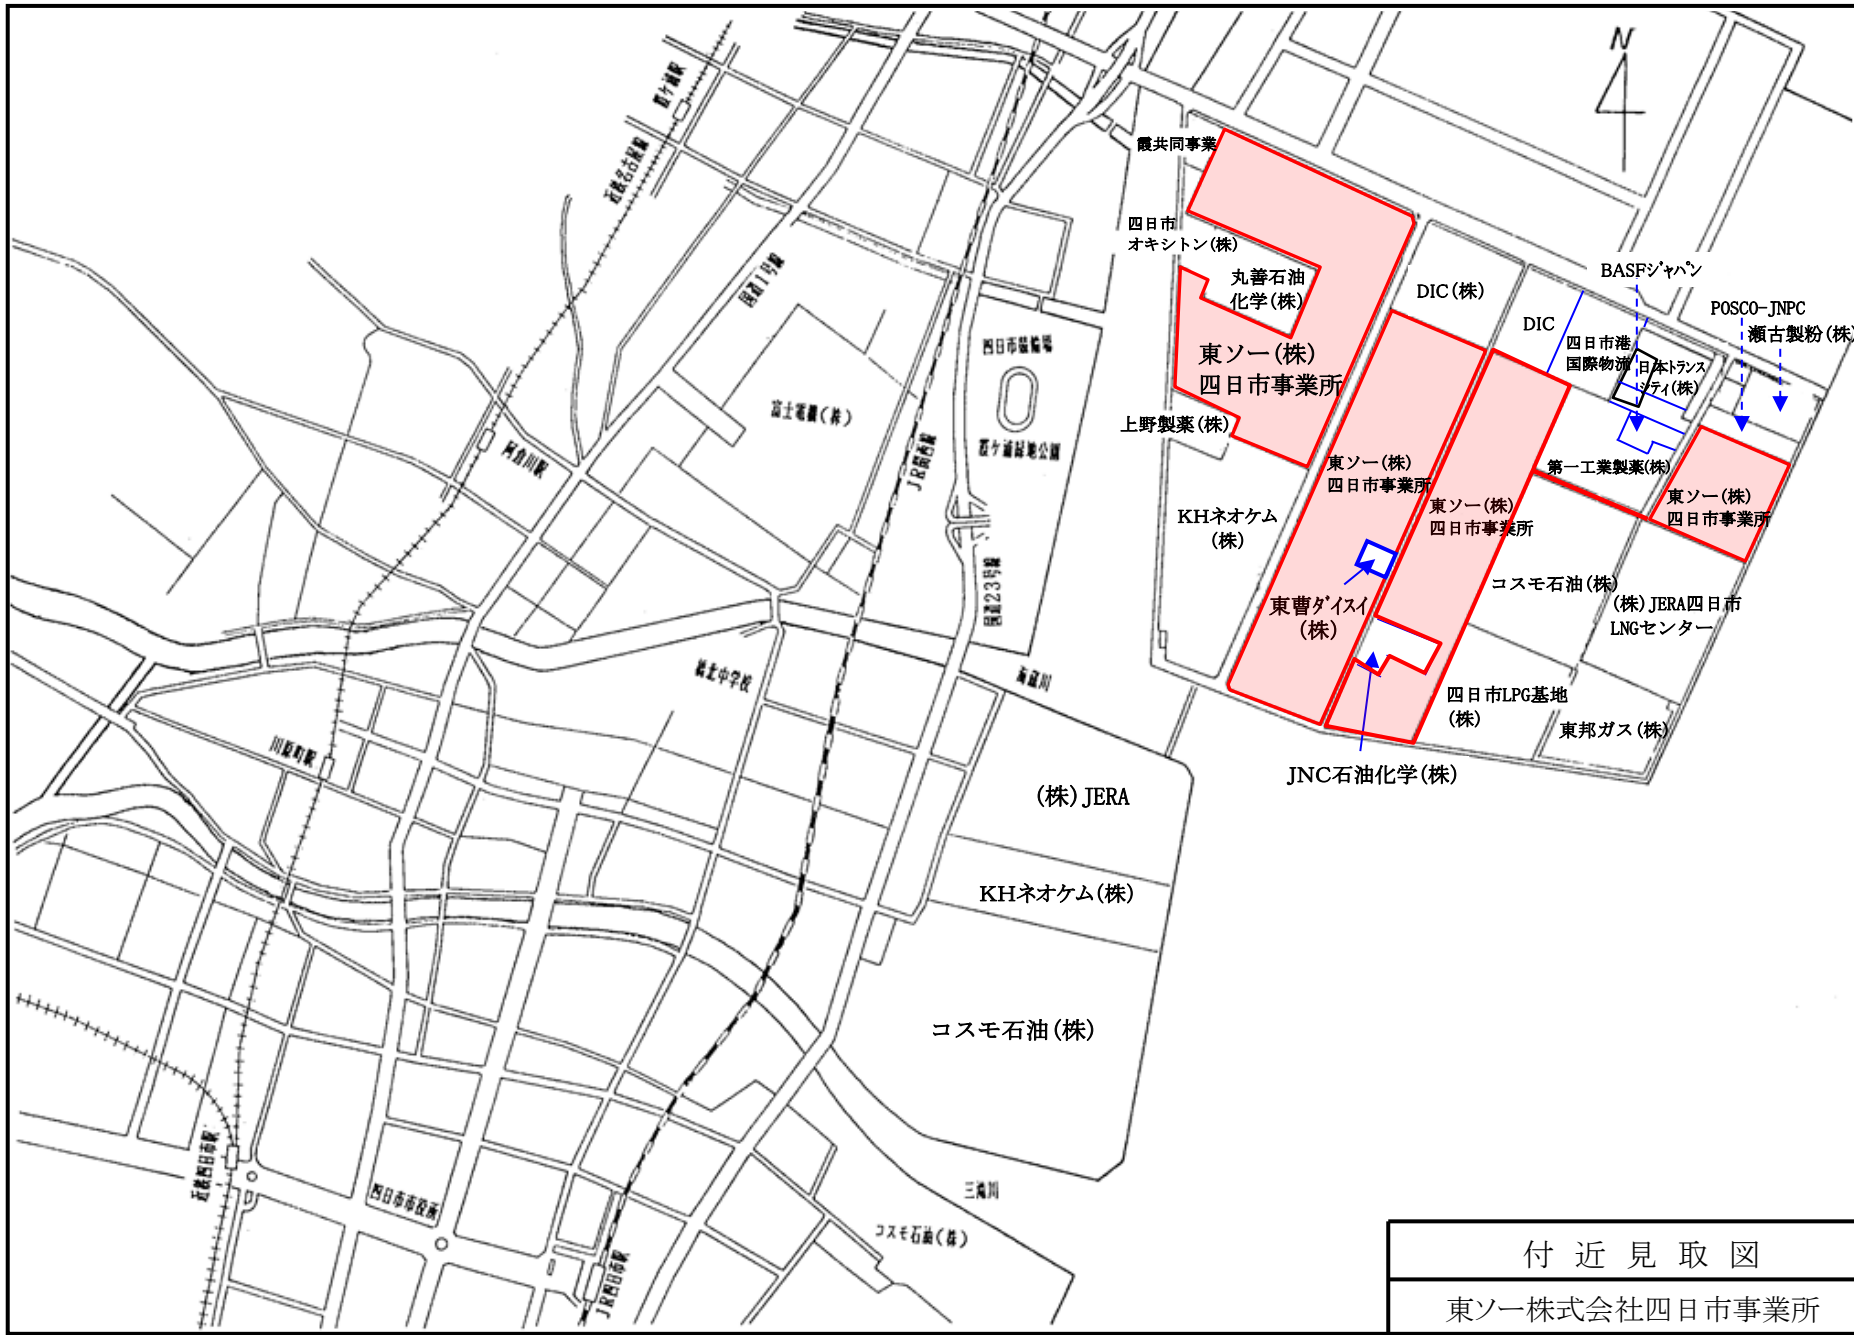 N
霞ケ浦駅
近鉄名古屋線
霞共同事業
四日市
オキシトン(株)
丸善石油
化学(株)
東ソー(株)
四日市事業所
上野製薬(株)
KHネオケム
(株)
DIC(株)
DIC
BASFジャパン
POSCO-JNPC
瀬古製粉(株)
四日市港
国際物流
日本トランス
シティ(株)
第一工業製薬(株)
東ソー(株)
四日市事業所
東ソー(株)
四日市事業所
東ソー(株)
四日市事業所
東曹ダイスイ
(株)
コスモ石油(株)
(株)JERA四日市
LNGセンター
四日市LPG基地
(株)
東邦ガス(株)
JNC石油化学(株)
国道1号線
四日市競輪場
富士電機(株)
霞ケ浦緑地公園
JR関西線
阿倉川駅
国道23号線
海蔵川
橋北中学校
川原町駅
(株)JERA
KHネオケム(株)
コスモ石油(株)
近鉄四日市駅
四日市市役所
三滝川
コスモ石油(株)
JR四日市駅
付近見取図
東ソー株式会社四日市事業所